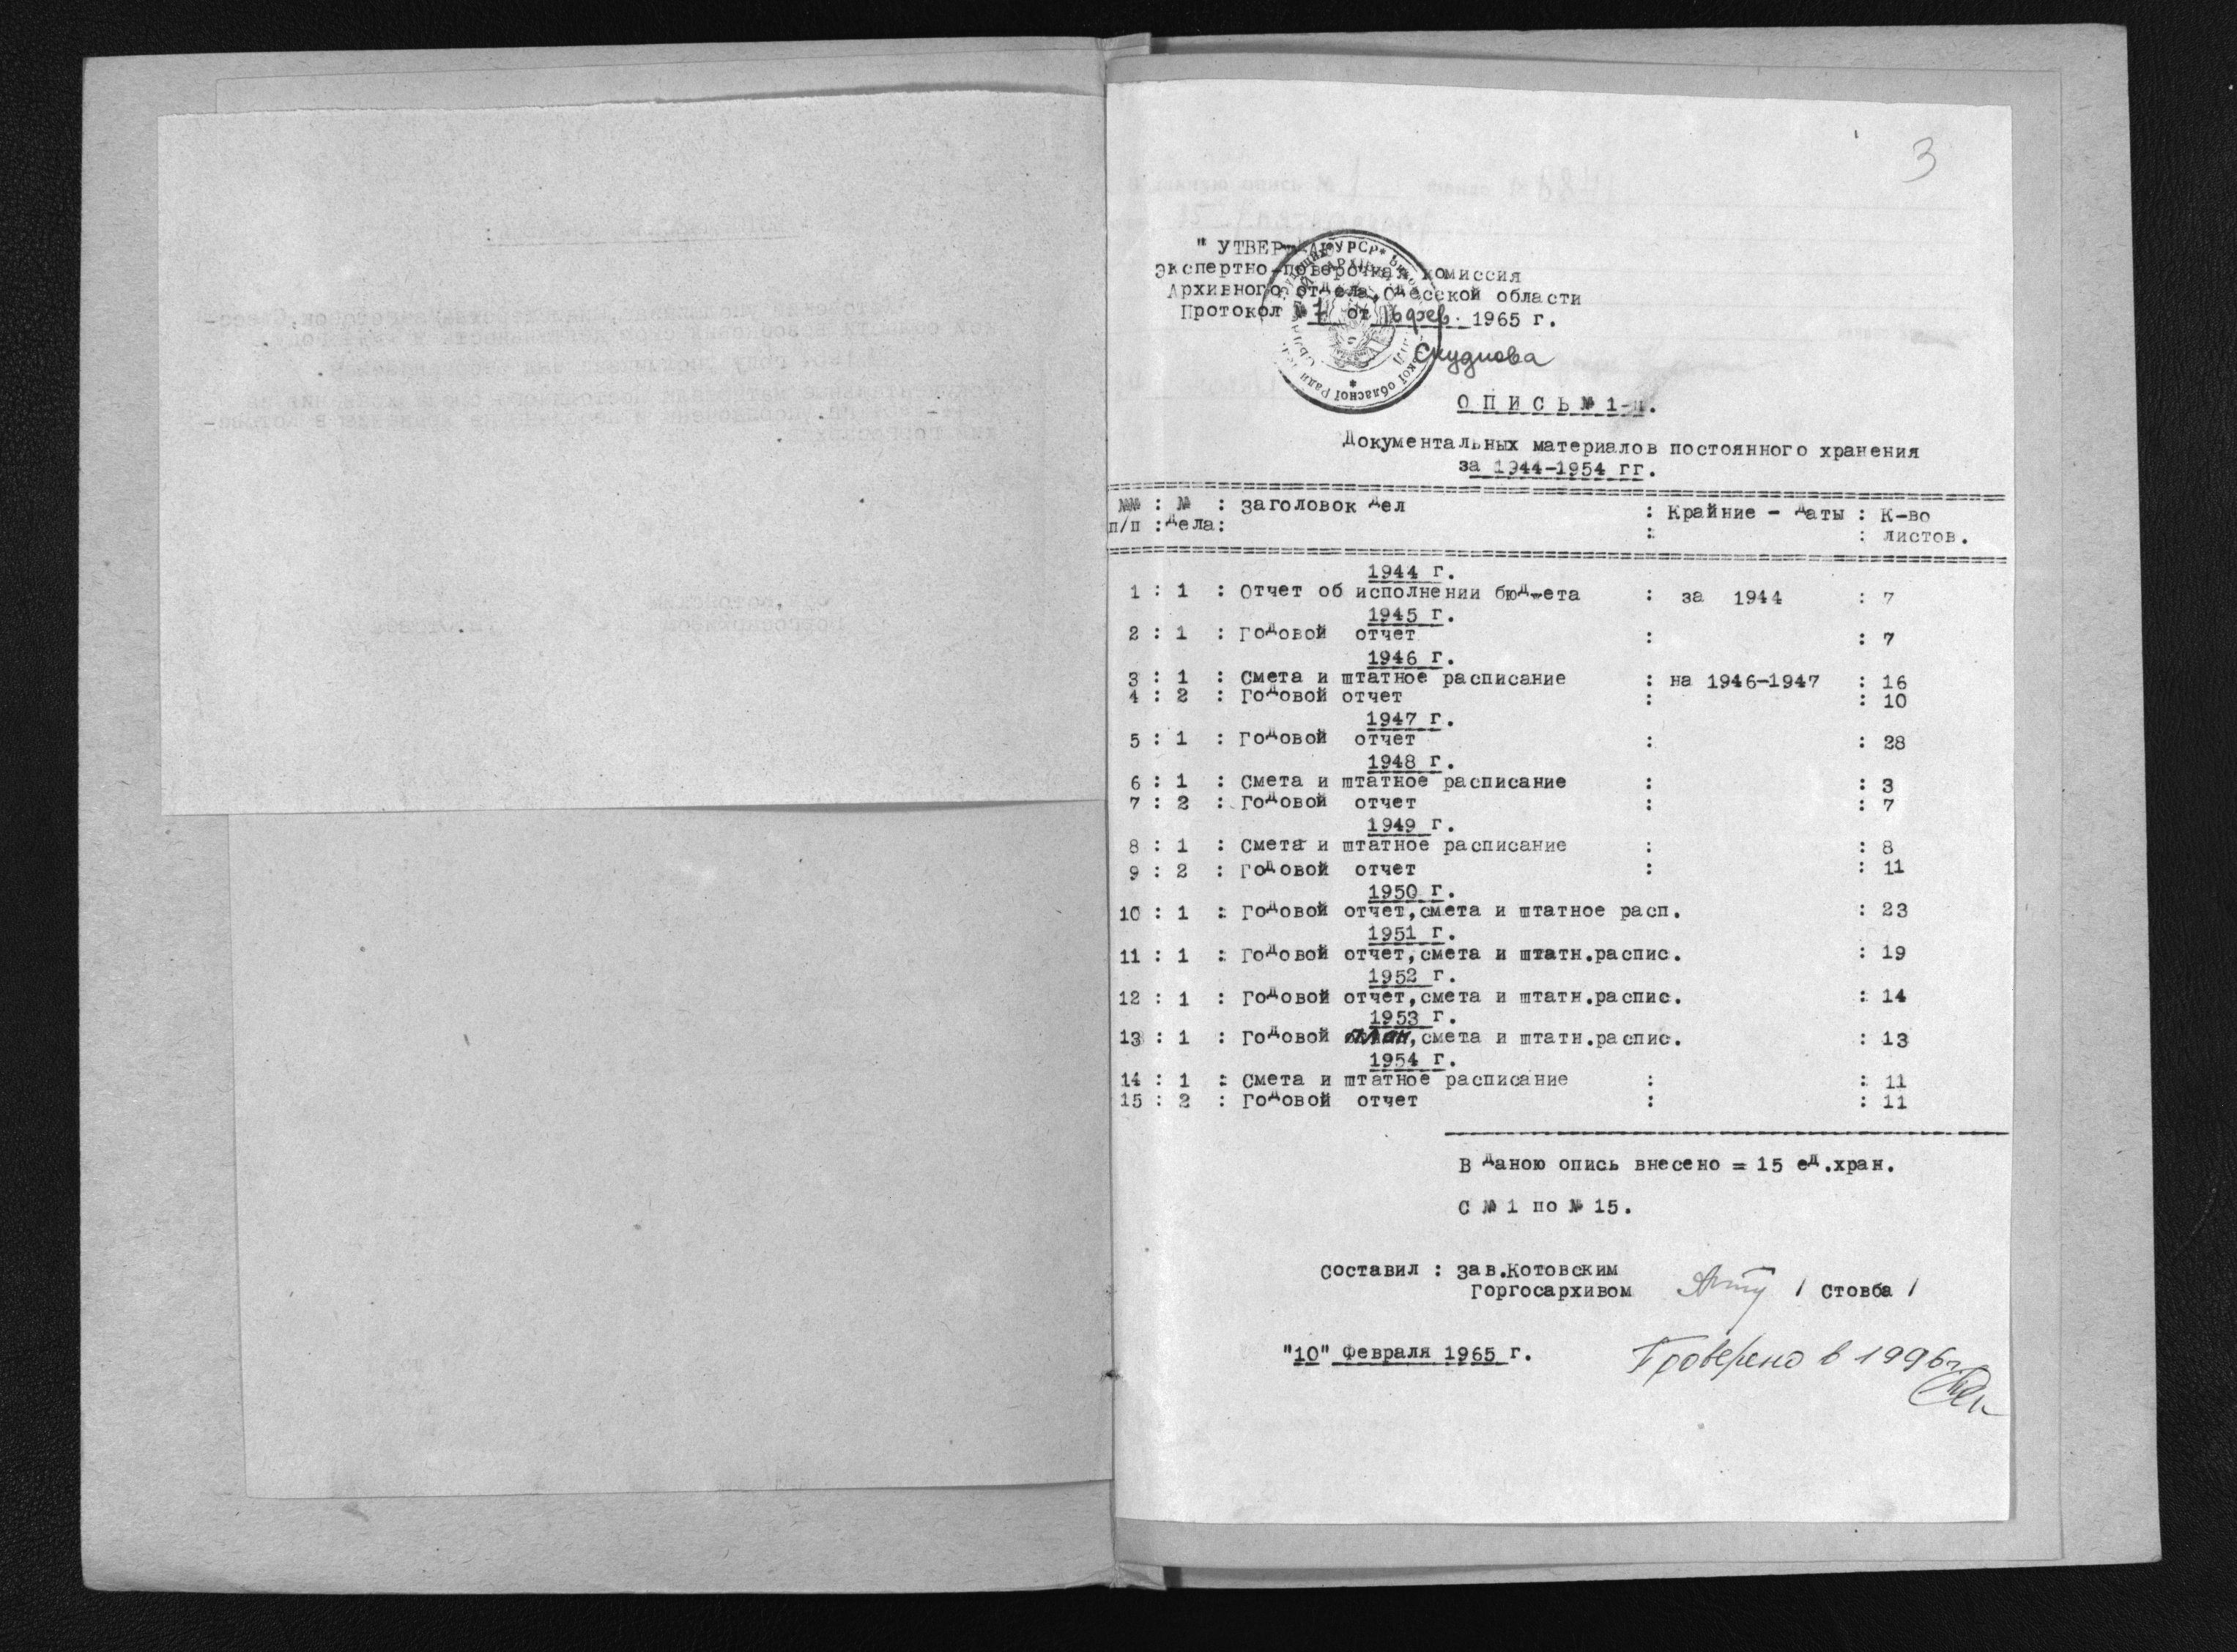 3
" УТВЕРЖДАЮ"
Экспертно-поверочная комиссия
Архивного отдела, Одесской области
Протокол № 1 от 16 фев. 1965 г.
Скуднова
О П И С Ь № 1-п.
Документальных материалов постоянного хранения
за 1944-1954 гг.
№№ : № : Заголовок дел : Крайние - даты : К-во
п/п : дела: : : листов.
1944 г.
1 : 1 : Отчет об исполнении бюджета : за 1944 : 7
1945 г.
2 : 1 : Годовой отчет : : 7
1946 г.
3 : 1 : Смета и штатное расписание : на 1946-1947 : 16
4 : 2 : Годовой отчет : : 10
1947 г.
5 : 1 : Годовой отчет : : 28
1948 г.
6 : 1 : Смета и штатное расписание : : 3
7 : 2 : Годовой отчет : : 7
1949 г.
8 : 1 : Смета и штатное расписание : : 8
9 : 2 : Годовой отчет : : 11
1950 г.
10 : 1 : Годовой отчет,смета и штатное расп. : 23
1951 г.
11 : 1 : Годовой отчет,смета и штатн.распис. : 19
1952 г.
12 : 1 : Годовой отчет,смета и штатн.распис. : 14
1953 г.
13 : 1 : Годовой план,смета и штатн.распис. : 13
1954 г.
14 : 1 : Смета и штатное расписание : : 11
15 : 2 : Годовой отчет : : 11
В даною опись внесено = 15 ед.хран.
С № 1 по № 15.
Составил : Зав.Котовским
Горгосархивом / Стовба /
"10" февраля 1965 г.
Проверено в 1996г